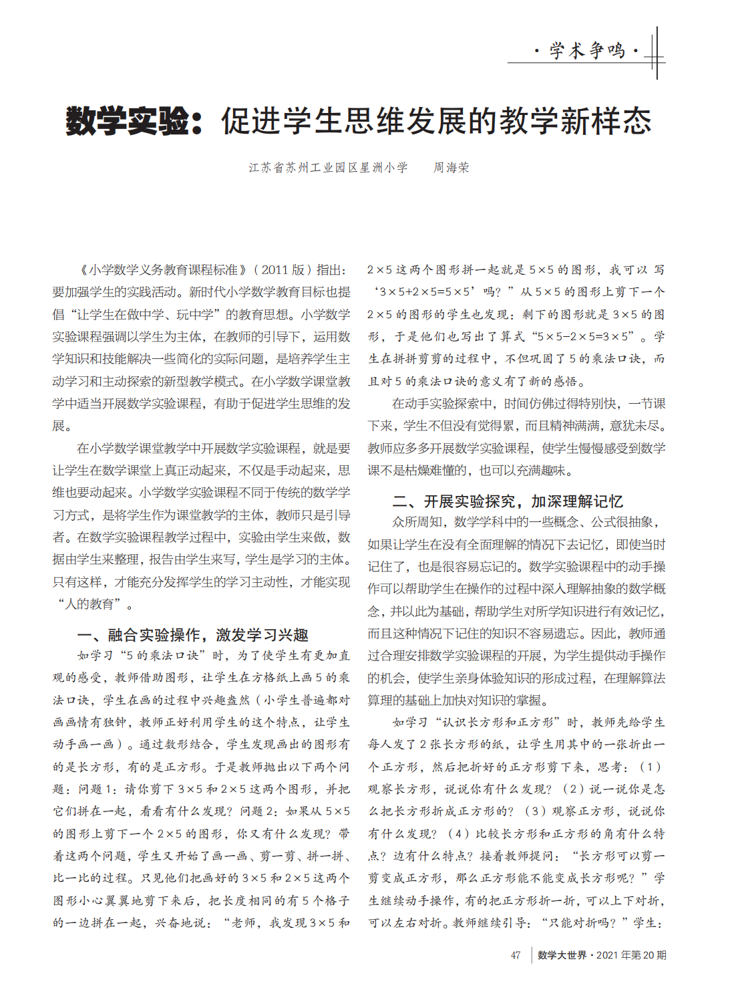 ·学术争鸣·
数学实验：促进学生思维发展的教学新样态
江苏省苏州工业园区星洲小学　　周海荣
《小学数学义务教育课程标准》（2011 版）指出：
要加强学生的实践活动。新时代小学数学教育目标也提
倡“让学生在做中学、玩中学”的教育思想。小学数学
实验课程强调以学生为主体，在教师的引导下，运用数
学知识和技能解决一些简化的实际问题，是培养学生主
动学习和主动探索的新型教学模式。在小学数学课堂教
学中适当开展数学实验课程，有助于促进学生思维的发
展。
在小学数学课堂教学中开展数学实验课程，就是要
让学生在数学课堂上真正动起来，不仅是手动起来，思
维也要动起来。小学数学实验课程不同于传统的数学学
习方式，是将学生作为课堂教学的主体，教师只是引导
者。在数学实验课程教学过程中，实验由学生来做，数
据由学生来整理，报告由学生来写，学生是学习的主体。
只有这样，才能充分发挥学生的学习主动性，才能实现
“人的教育”。
一、融合实验操作，激发学习兴趣
如学习“5 的乘法口诀”时，为了使学生有更加直
观的感受，教师借助图形，让学生在方格纸上画 5 的乘
法口诀，学生在画的过程中兴趣盎然（小学生普遍都对
画画情有独钟，教师正好利用学生的这个特点，让学生
动手画一画）。通过数形结合，学生发现画出的图形有
的是长方形，有的是正方形。于是教师抛出以下两个问
题：问题 1：请你剪下 3×5 和 2×5 这两个图形，并把
它们拼在一起，看看有什么发现？问题 2：如果从 5×5
的图形上剪下一个 2×5 的图形，你又有什么发现？带
着这两个问题，学生又开始了画一画、剪一剪、拼一拼、
比一比的过程。只见他们把画好的 3×5 和 2×5 这两个
图形小心翼翼地剪下来后，把长度相同的有 5 个格子
的一边拼在一起，兴奋地说：“老师，我发现 3×5 和
2×5 这两个图形拼一起就是 5×5 的图形，我可以 写
‘3×5+2×5=5×5’吗？”从 5×5 的图形上剪下一个
2×5 的图形的学生也发现：剩下的图形就是 3×5 的图
形，于是他们也写出了算式“5×5-2×5=3×5”。学
生在拼拼剪剪的过程中，不但巩固了 5 的乘法口诀，而
且对 5 的乘法口诀的意义有了新的感悟。
在动手实验探索中，时间仿佛过得特别快，一节课
下来，学生不但没有觉得累，而且精神满满，意犹未尽。
教师应多多开展数学实验课程，使学生慢慢感受到数学
课不是枯燥难懂的，也可以充满趣味。
二、开展实验探究，加深理解记忆
众所周知，数学学科中的一些概念、公式很抽象，
如果让学生在没有全面理解的情况下去记忆，即使当时
记住了，也是很容易忘记的。数学实验课程中的动手操
作可以帮助学生在操作的过程中深入理解抽象的数学概
念，并以此为基础，帮助学生对所学知识进行有效记忆，
而且这种情况下记住的知识不容易遗忘。因此，教师通
过合理安排数学实验课程的开展，为学生提供动手操作
的机会，使学生亲身体验知识的形成过程，在理解算法
算理的基础上加快对知识的掌握。
如学习“认识长方形和正方形”时，教师先给学生
每人发了 2 张长方形的纸，让学生用其中的一张折出一
个正方形，然后把折好的正方形剪下来，思考：（1）
观察长方形，说说你有什么发现？（2）说一说你是怎
么把长方形折成正方形的？（3）观察正方形，说说你
有什么发现？（4）比较长方形和正方形的角有什么特
点？边有什么特点？接着教师提问：“长方形可以剪一
剪变成正方形，那么正方形能不能变成长方形呢？”学
生继续动手操作，有的把正方形折一折，可以上下对折，
可以左右对折。教师继续引导：“只能对折吗？”学生：
47 数学大世界·2021 年第 20 期